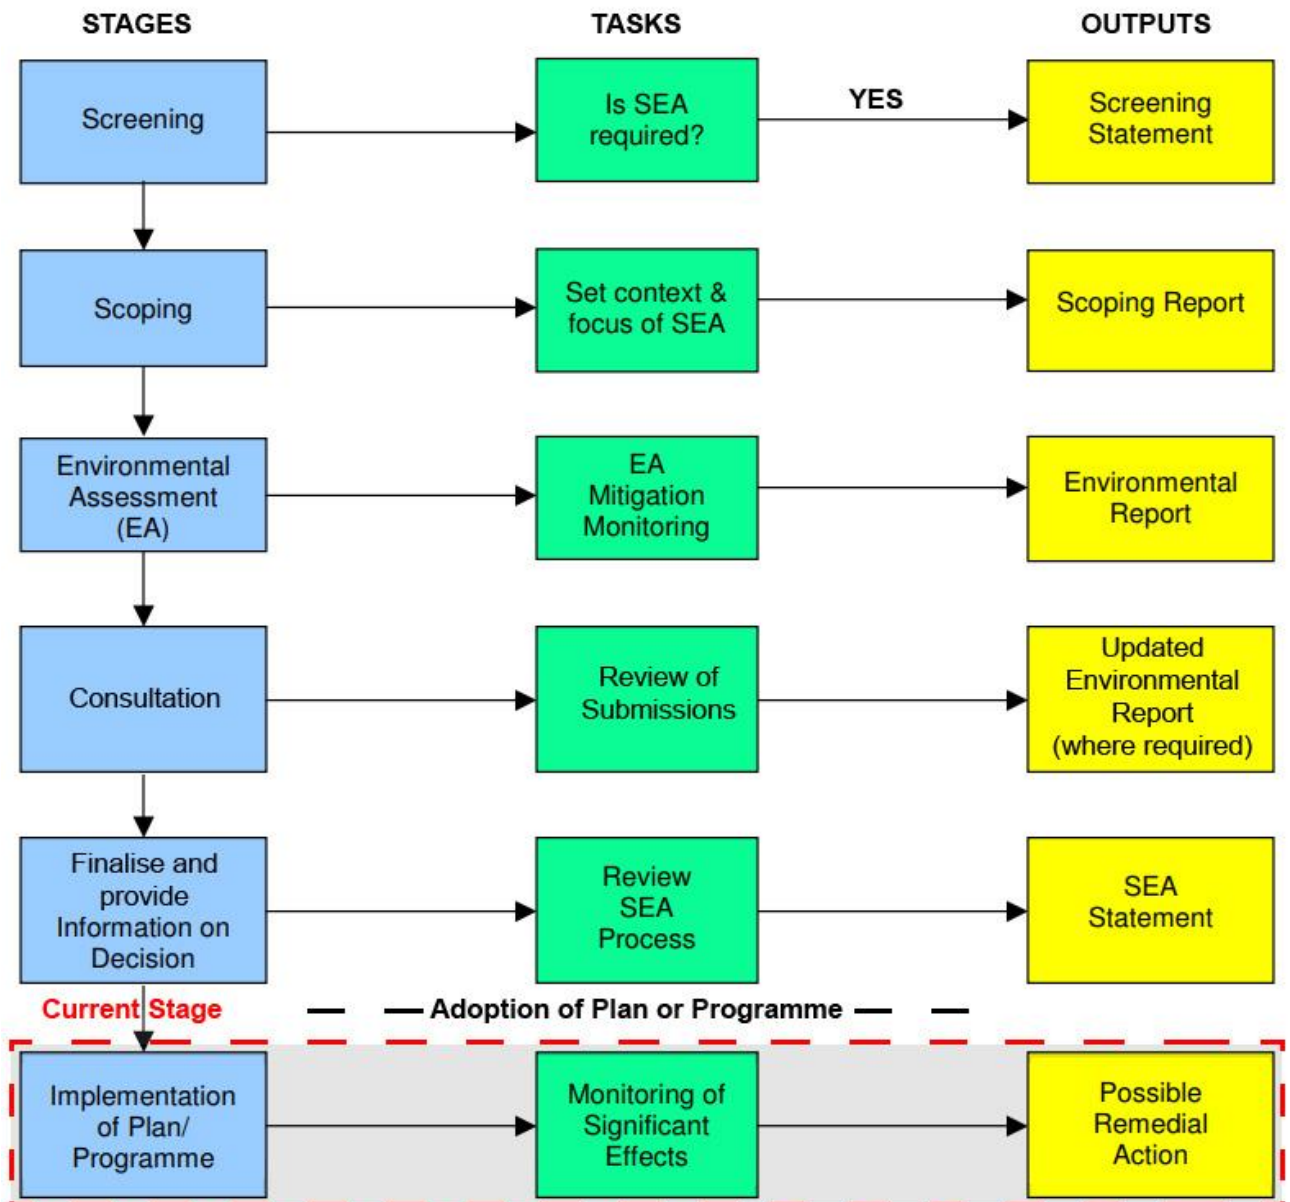 STAGES
TASKS
OUTPUTS
Screening
Is SEA
required?
YES
Screening
Statement
Scoping
Set context &
focus of SEA
Scoping Report
Environmental
Assessment
(EA)
EA
Mitigation
Monitoring
Environmental
Report
Consultation
Review of
Submissions
Updated
Environmental
Report
(where required)
Finalise and
provide
Information on
Decision
Review
SEA
Process
SEA
Statement
Current Stage
Adoption of Plan or Programme
Implementation
of Plan/
Programme
Monitoring of
Significant
Effects
Possible
Remedial
Action